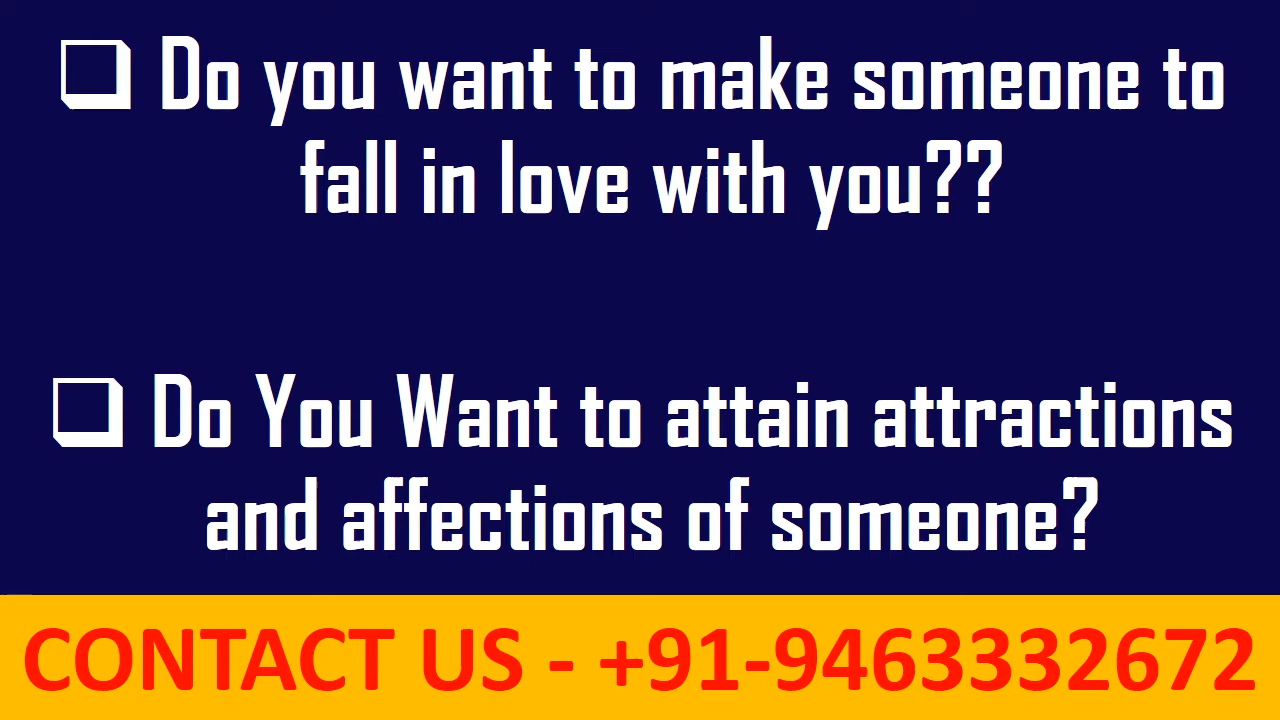 ❑ Do you want to make someone to
fall in love with you??
❑ Do You Want to attain attractions
and affections of someone?
CONTACT US - +91-9463332672